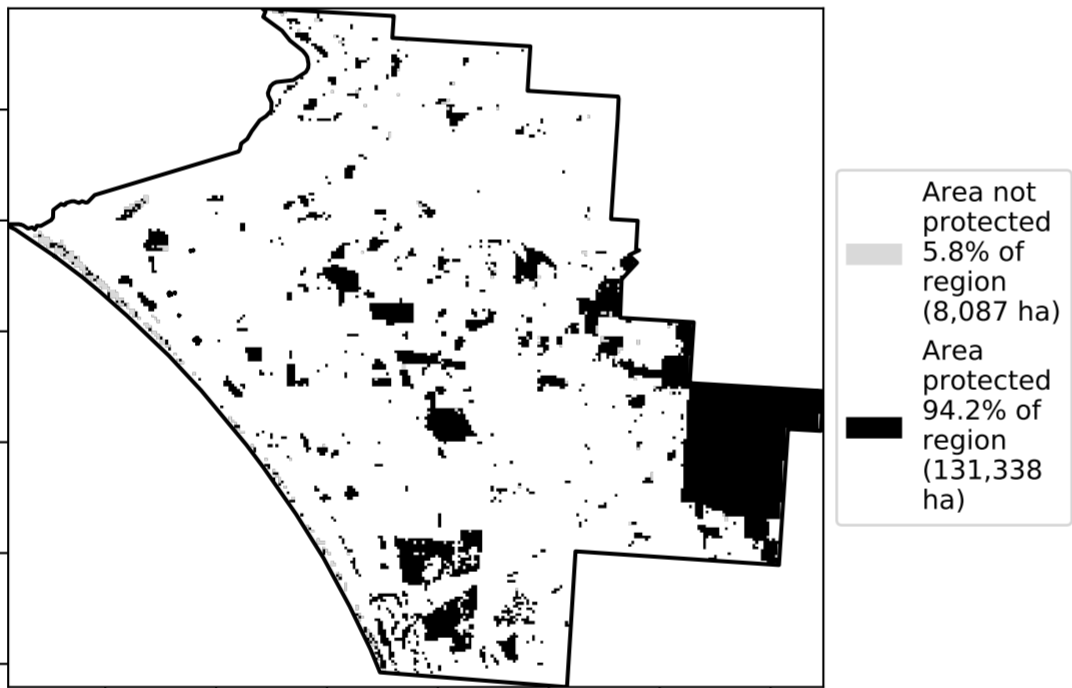 Area not
protected
5.8% of
region
(8,087 ha)
Area
protected
94.2% of
region
(131,338
ha)